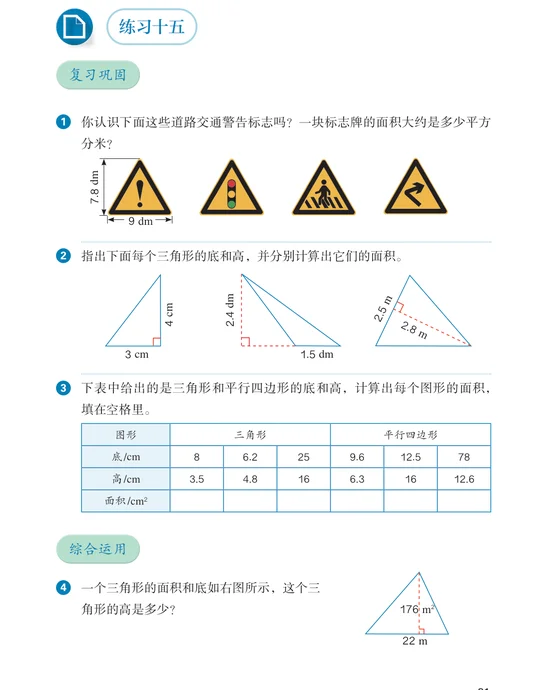 练习十五
复习巩固
1 你认识下面这些道路交通警告标志吗？一块标志牌的面积大约是多少平方
分米？
7.8 dm
9 dm
2 指出下面每个三角形的底和高，并分别计算出它们的面积。
4 cm
3 cm
2.4 dm
1.5 dm
2.5 m
2.8 m
3 下表中给出的是三角形和平行四边形的底和高，计算出每个图形的面积，
填在空格里。
图形 三角形 平行四边形
底/cm 8 6.2 25 9.6 12.5 78
高/cm 3.5 4.8 16 6.3 16 12.6
面积/cm²
综合运用
4 一个三角形的面积和底如右图所示，这个三
角形的高是多少？
176 m²
22 m